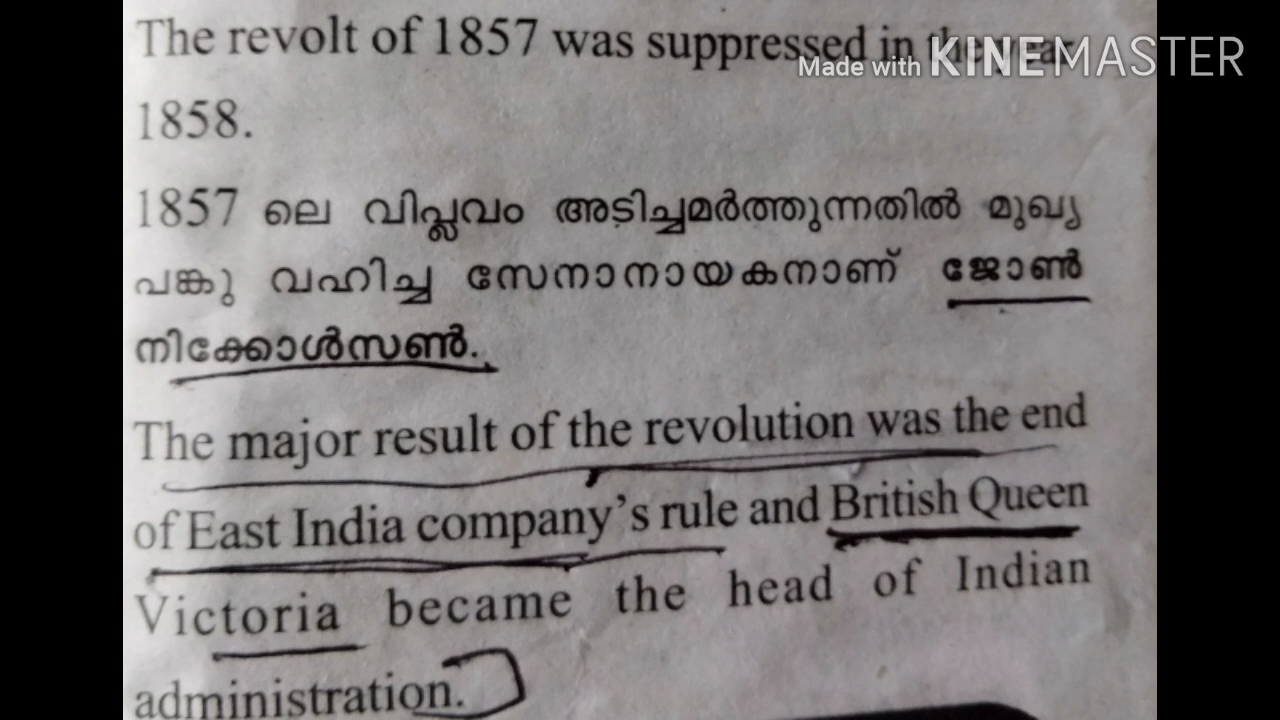 The revolt of 1857 was suppressed in the year
Made with KINEMASTER
1858.
1857 ലെ വിപ്ലവം അടിച്ചമർത്തുന്നതിൽ മുഖ്യ
പങ്കു വഹിച്ച സേനാനായകനാണ് ജോൺ
നിക്കോൾസൺ.
The major result of the revolution was the end
of East India company's rule and British Queen
Victoria became the head of Indian
administration.